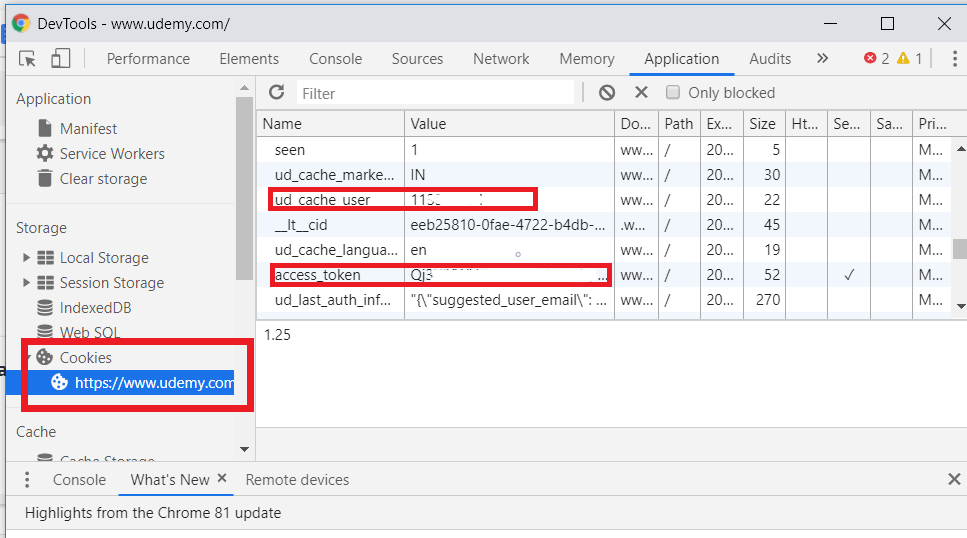 DevTools - www.udemy.com/
Performance Elements Console Sources Network Memory Application Audits » 2 1
Application
Manifest
Service Workers
Clear storage
Storage
Local Storage
Session Storage
IndexedDB
Web SQL
Cookies
https://www.udemy.com
Cache
Cache Storage
Filter Only blocked
Name Value Do... Path Ex... Size Ht... Se... Sa... Pri...
seen 1 ww... / 20... 5 M...
ud_cache_marke... IN ww... / 20... 30 M...
ud_cache_user ww... / 20... 22 M...
__lt__cid eeb25810-0fae-4722-b4db-... .w... / 20... 45 M...
ud_cache_langua... en ww... / 20... 19 M...
access_token Qj3 ... ww... / 20... 52 ✓ M...
ud_last_auth_inf... "{\"suggested_user_email\": ... ww... / 20... 270 M...
1.25
Console What's New × Remote devices
Highlights from the Chrome 81 update